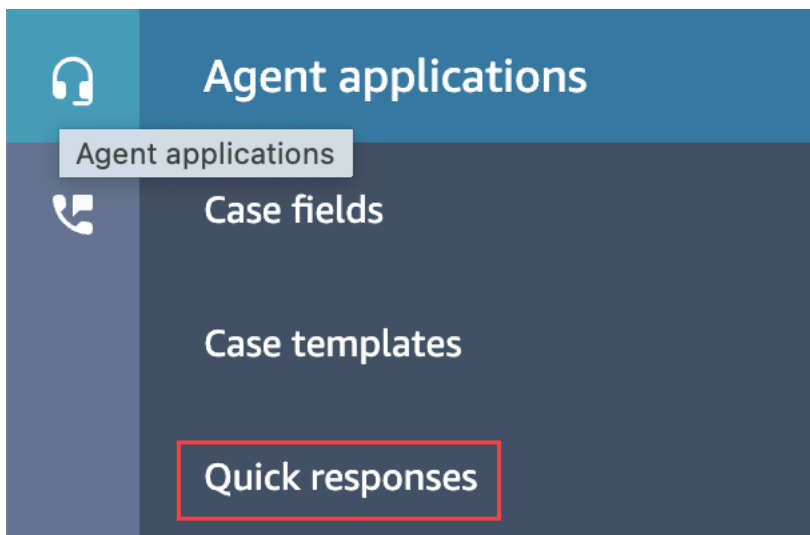 Agent applications
Agent applications
Case fields
Case templates
Quick responses